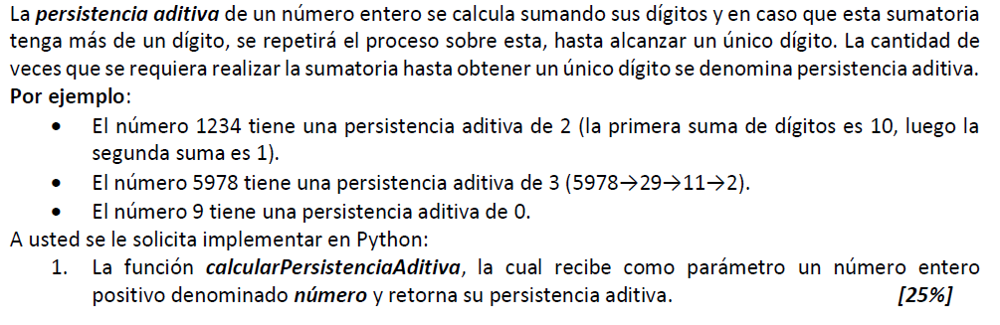 La persistencia aditiva de un número entero se calcula sumando sus dígitos y en caso que esta sumatoria
tenga más de un dígito, se repetirá el proceso sobre esta, hasta alcanzar un único dígito. La cantidad de
veces que se requiera realizar la sumatoria hasta obtener un único dígito se denomina persistencia aditiva.
Por ejemplo:
• El número 1234 tiene una persistencia aditiva de 2 (la primera suma de dígitos es 10, luego la
segunda suma es 1).
• El número 5978 tiene una persistencia aditiva de 3 (5978→29→11→2).
• El número 9 tiene una persistencia aditiva de 0.
A usted se le solicita implementar en Python:
1. La función calcularPersistenciaAditiva, la cual recibe como parámetro un número entero
positivo denominado número y retorna su persistencia aditiva. [25%]